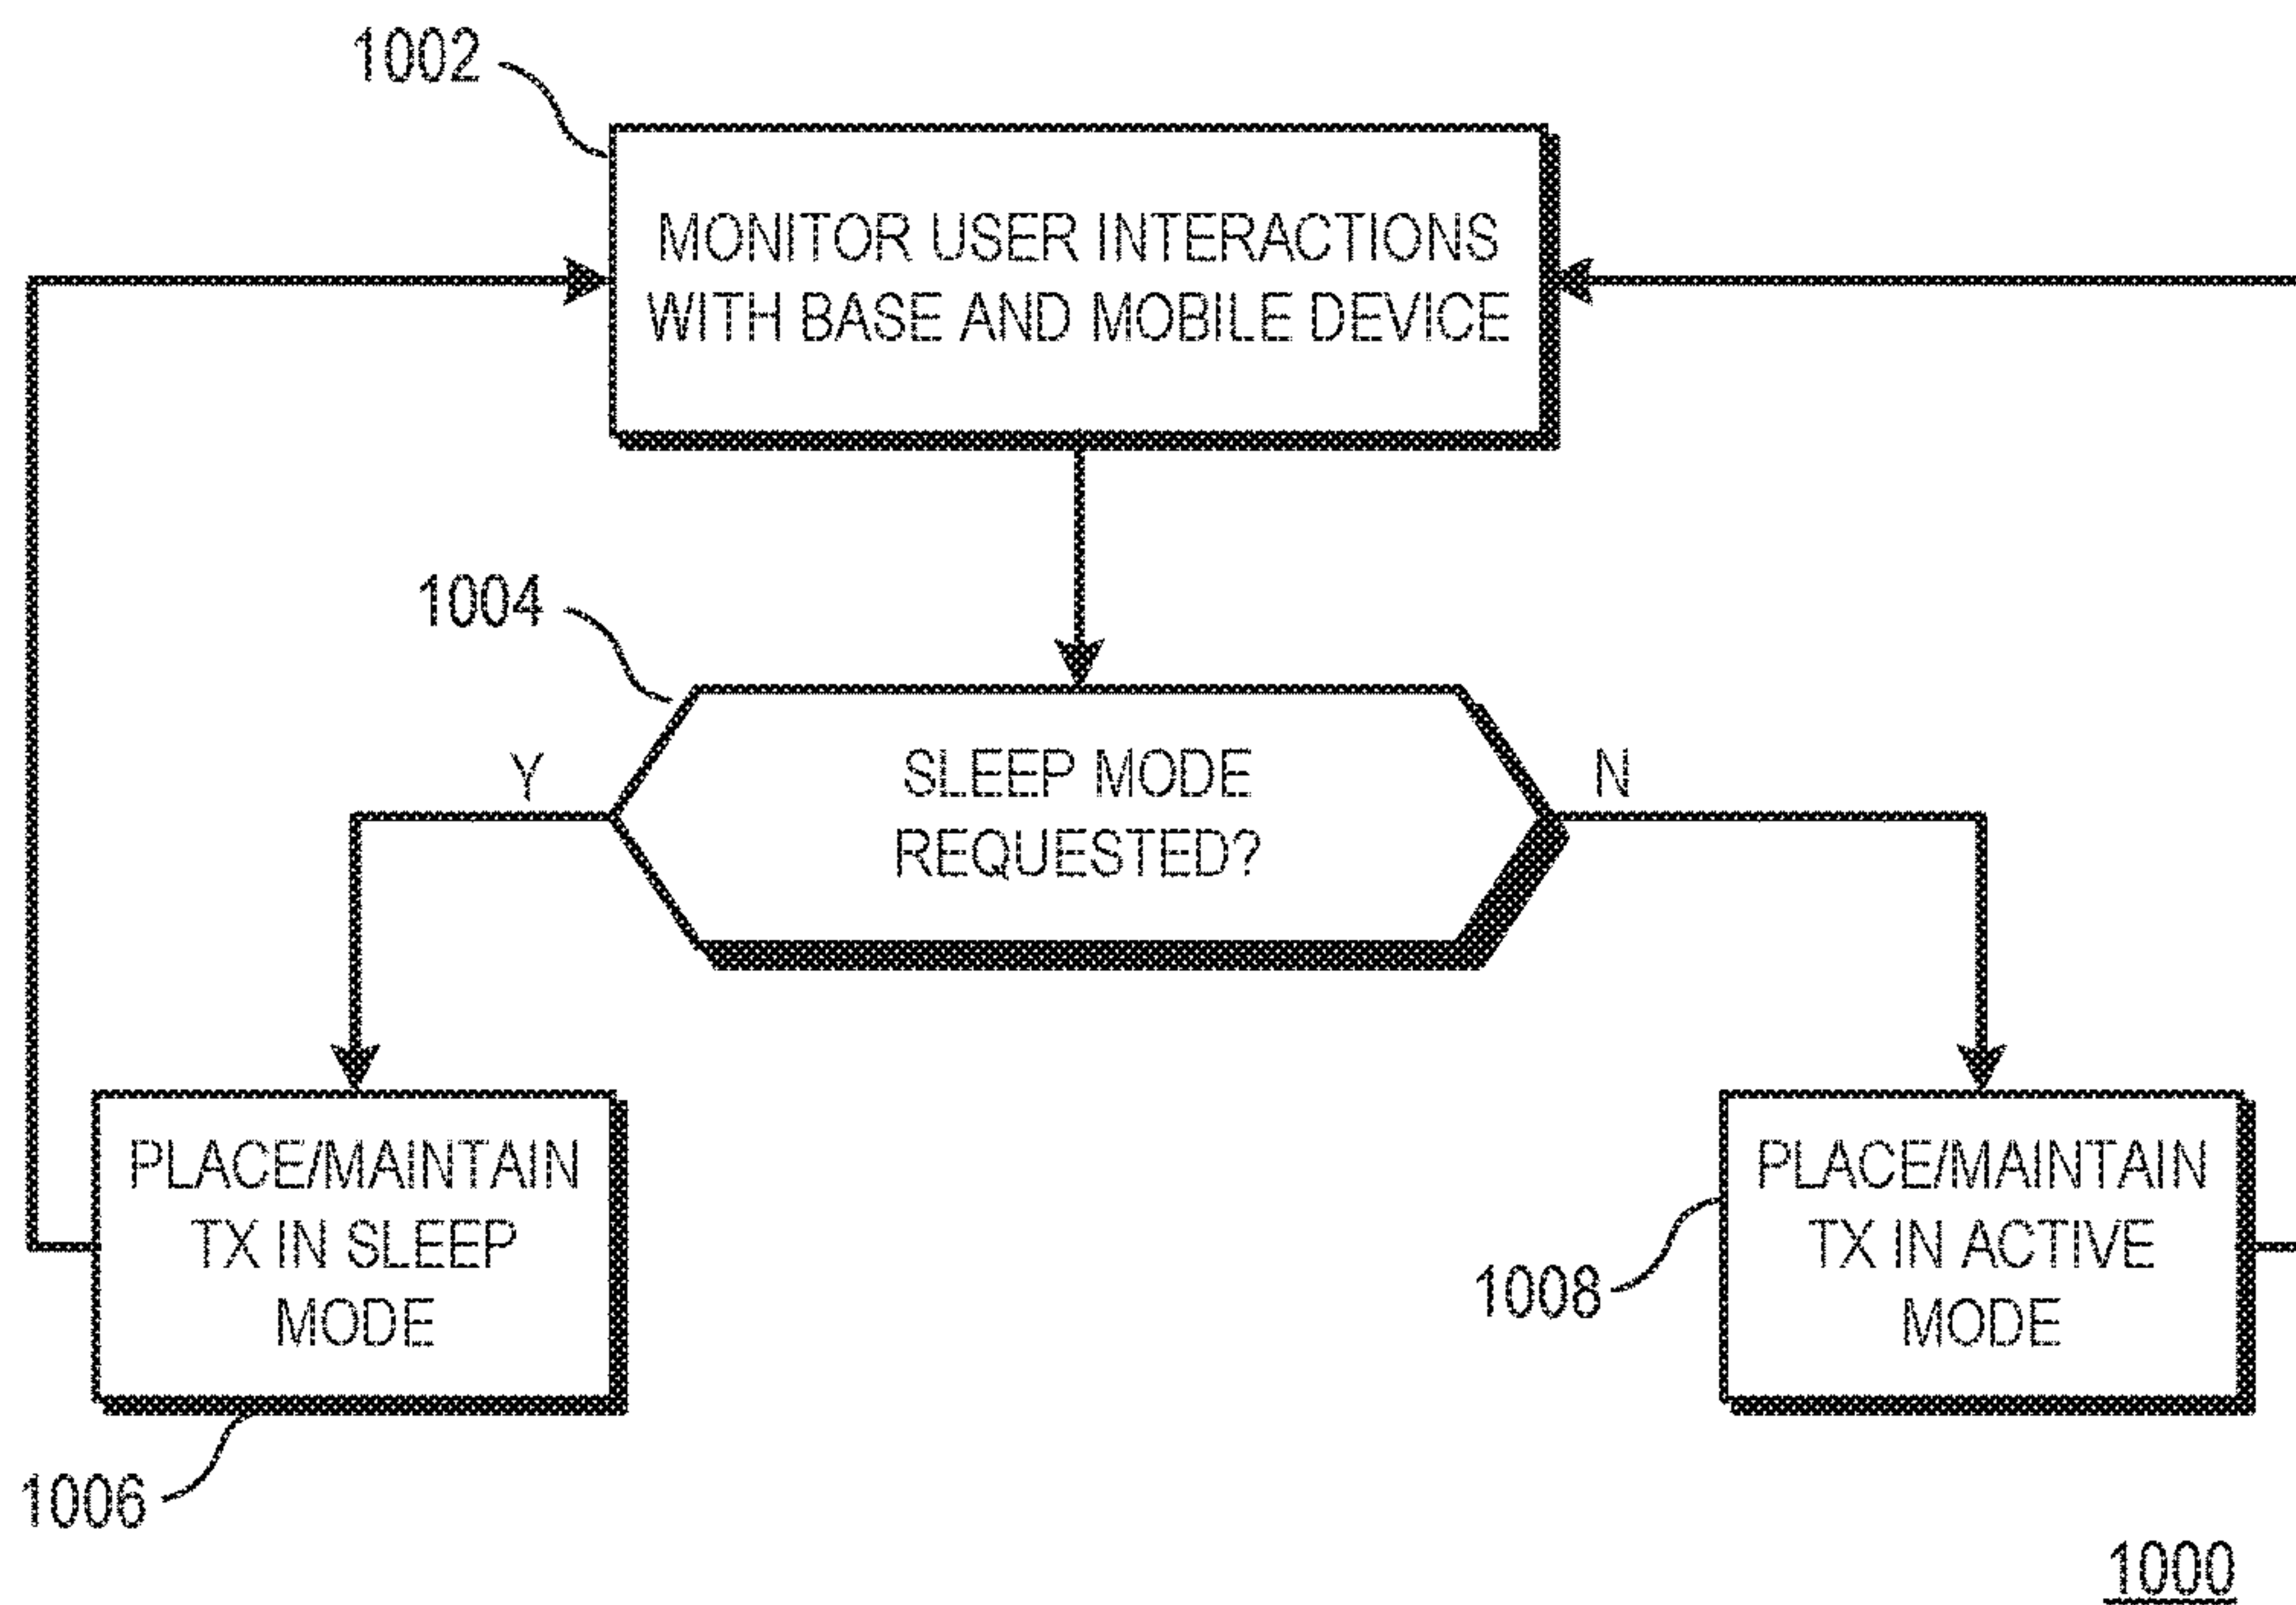 1002
MONITOR USER INTERACTIONS
WITH BASE AND MOBILE DEVICE
1004
Y
SLEEP MODE
REQUESTED?
N
PLACE/MAINTAIN
TX IN SLEEP
MODE
1006
PLACE/MAINTAIN
TX IN ACTIVE
MODE
1008
1000